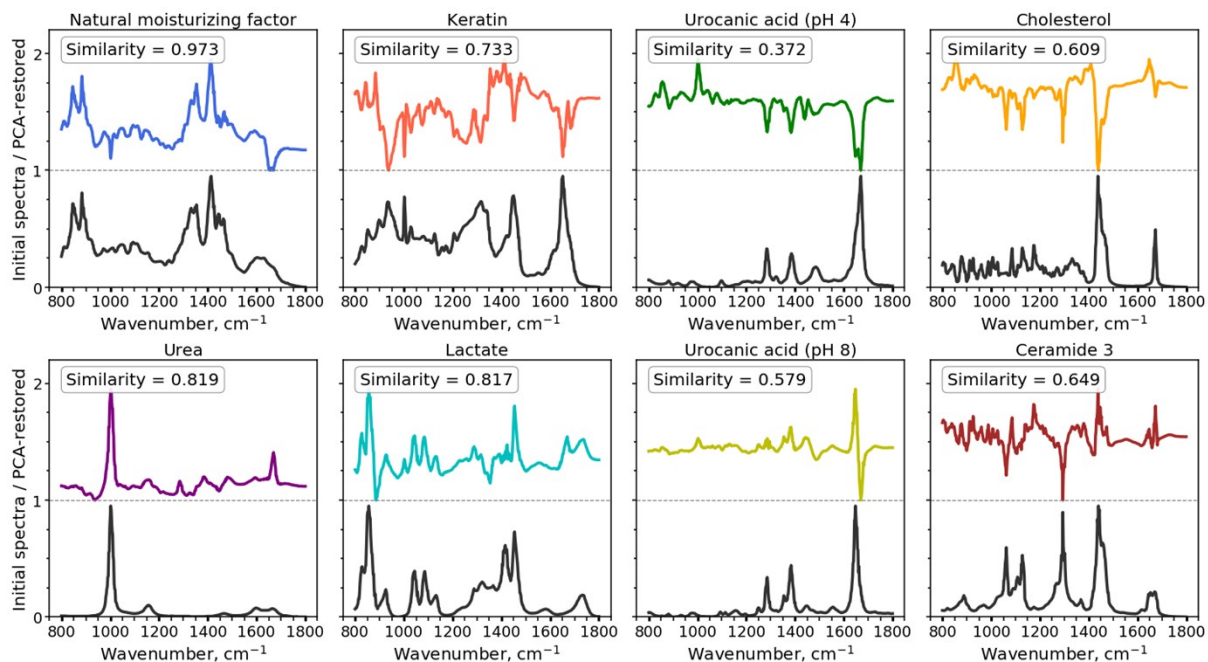 Natural moisturizing factor
Keratin
Urocanic acid (pH 4)
Cholesterol
Similarity = 0.973
Similarity = 0.733
Similarity = 0.372
Similarity = 0.609
Initial spectra / PCA-restored
2
1
0
800 1000 1200 1400 1600 1800
800 1000 1200 1400 1600 1800
800 1000 1200 1400 1600 1800
800 1000 1200 1400 1600 1800
Wavenumber, cm⁻¹
Wavenumber, cm⁻¹
Wavenumber, cm⁻¹
Wavenumber, cm⁻¹
Urea
Lactate
Urocanic acid (pH 8)
Ceramide 3
Similarity = 0.819
Similarity = 0.817
Similarity = 0.579
Similarity = 0.649
Initial spectra / PCA-restored
2
1
0
800 1000 1200 1400 1600 1800
800 1000 1200 1400 1600 1800
800 1000 1200 1400 1600 1800
800 1000 1200 1400 1600 1800
Wavenumber, cm⁻¹
Wavenumber, cm⁻¹
Wavenumber, cm⁻¹
Wavenumber, cm⁻¹